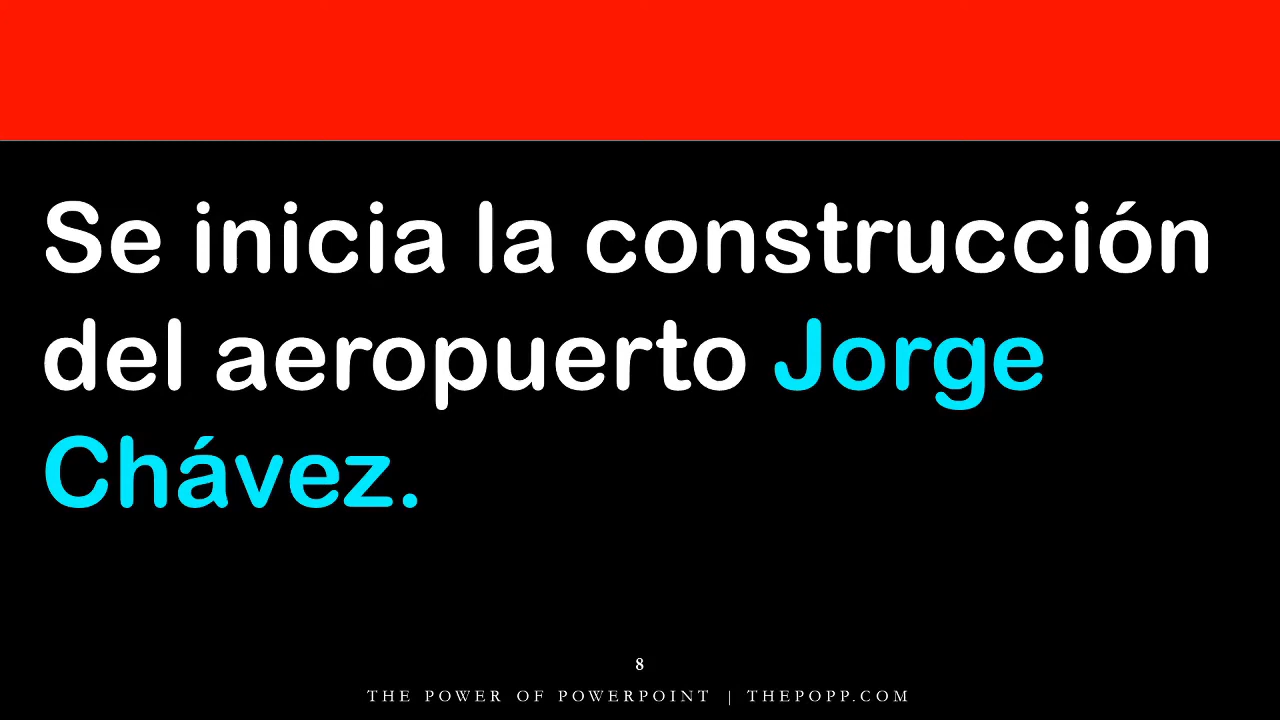 Se inicia la construcción
del aeropuerto Jorge
Chávez.
8
THE POWER OF POWERPOINT | THEPOPP.COM